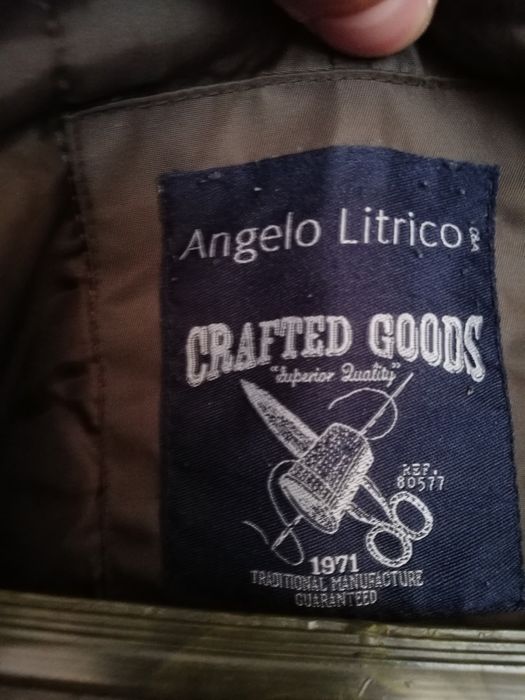 Angelo Litrico C&A
CRAFTED GOODS
"Superior Quality"
REF.
80577
1971
TRADITIONAL MANUFACTURE
GUARANTEED